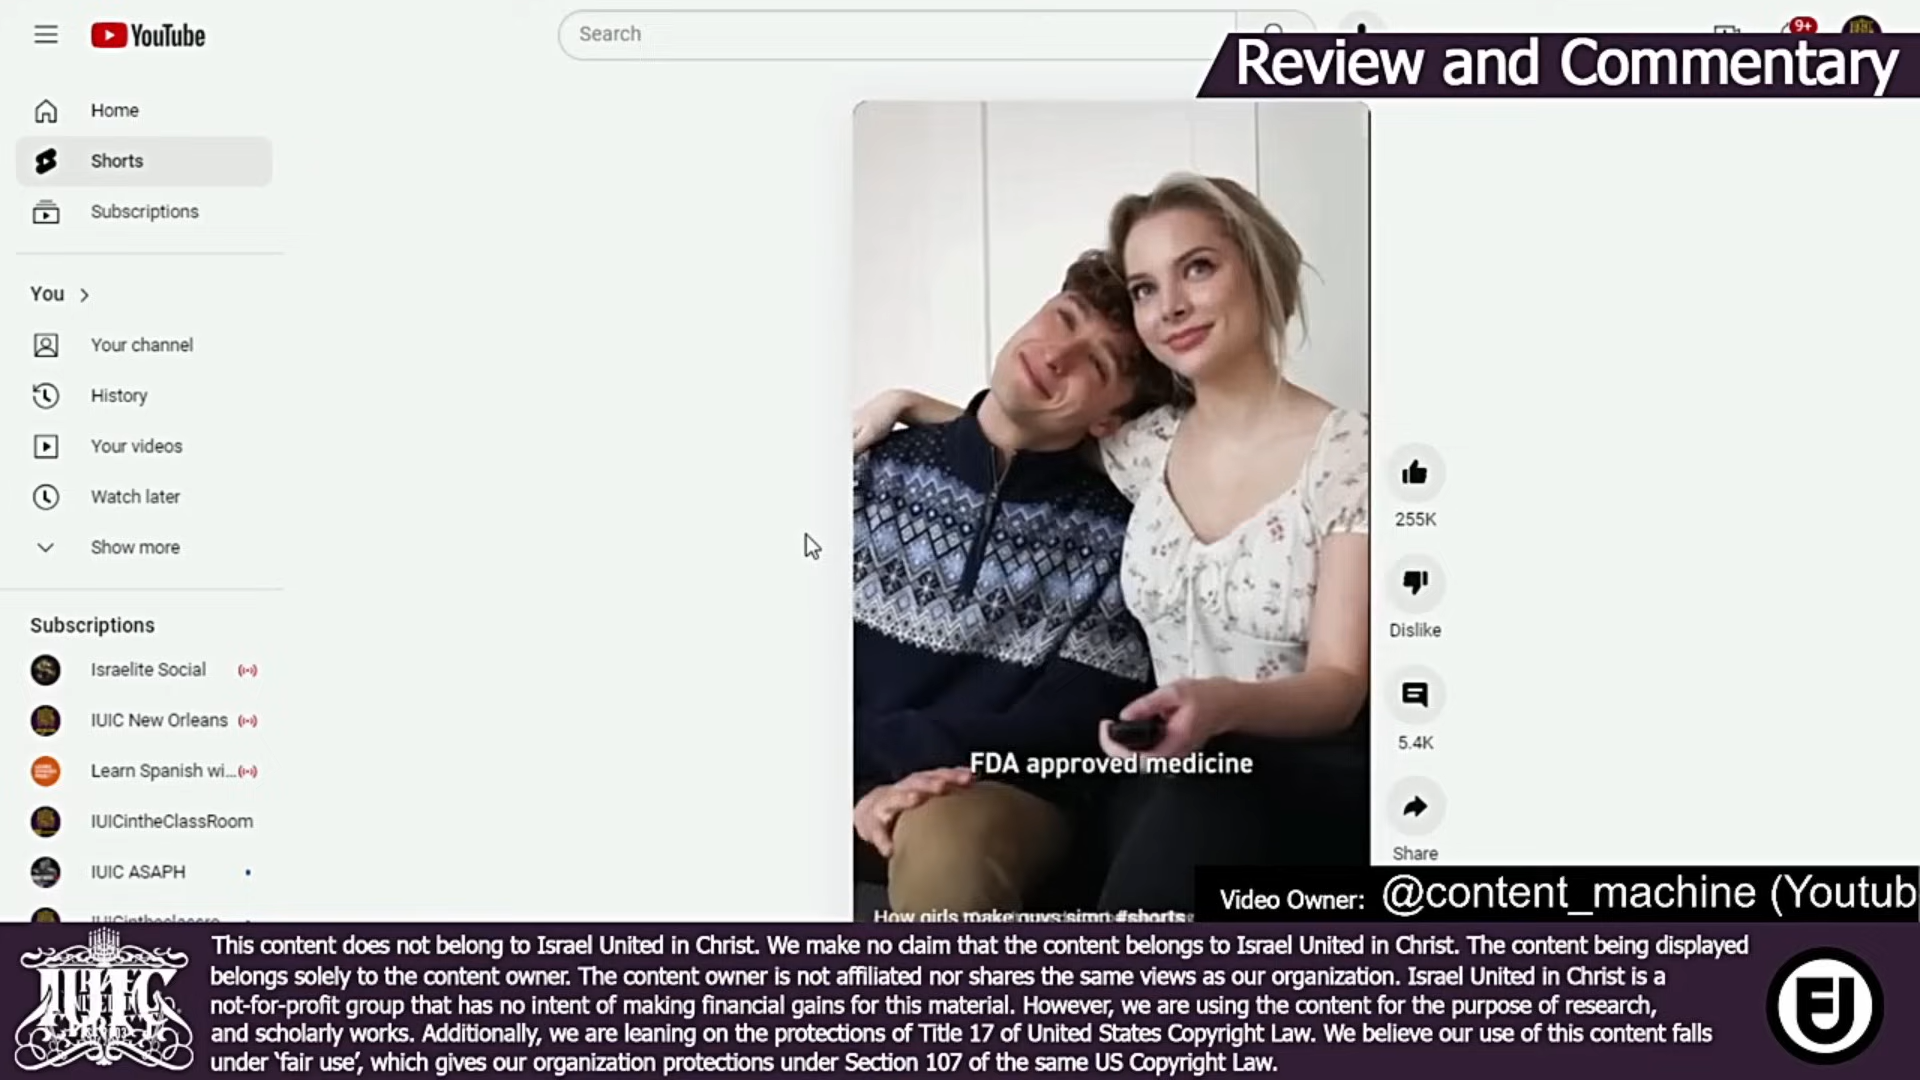 YouTube
Search
9+
Review and Commentary
Home
Shorts
Subscriptions
You
Your channel
History
Your videos
Watch later
Show more
Subscriptions
Israelite Social
IUIC New Orleans
Learn Spanish wi...
IUICintheClassRoom
IUIC ASAPH
255K
Dislike
5.4K
Share
FDA approved medicine
How girls make guys simp #shorts
Video Owner: @content_machine (Youtub
This content does not belong to Israel United in Christ. We make no claim that the content belongs to Israel United in Christ. The content being displayed
belongs solely to the content owner. The content owner is not affiliated nor shares the same views as our organization. Israel United in Christ is a
not-for-profit group that has no intent of making financial gains for this material. However, we are using the content for the purpose of research,
and scholarly works. Additionally, we are leaning on the protections of Title 17 of United States Copyright Law. We believe our use of this content falls
under ‘fair use’, which gives our organization protections under Section 107 of the same US Copyright Law.
IUIC